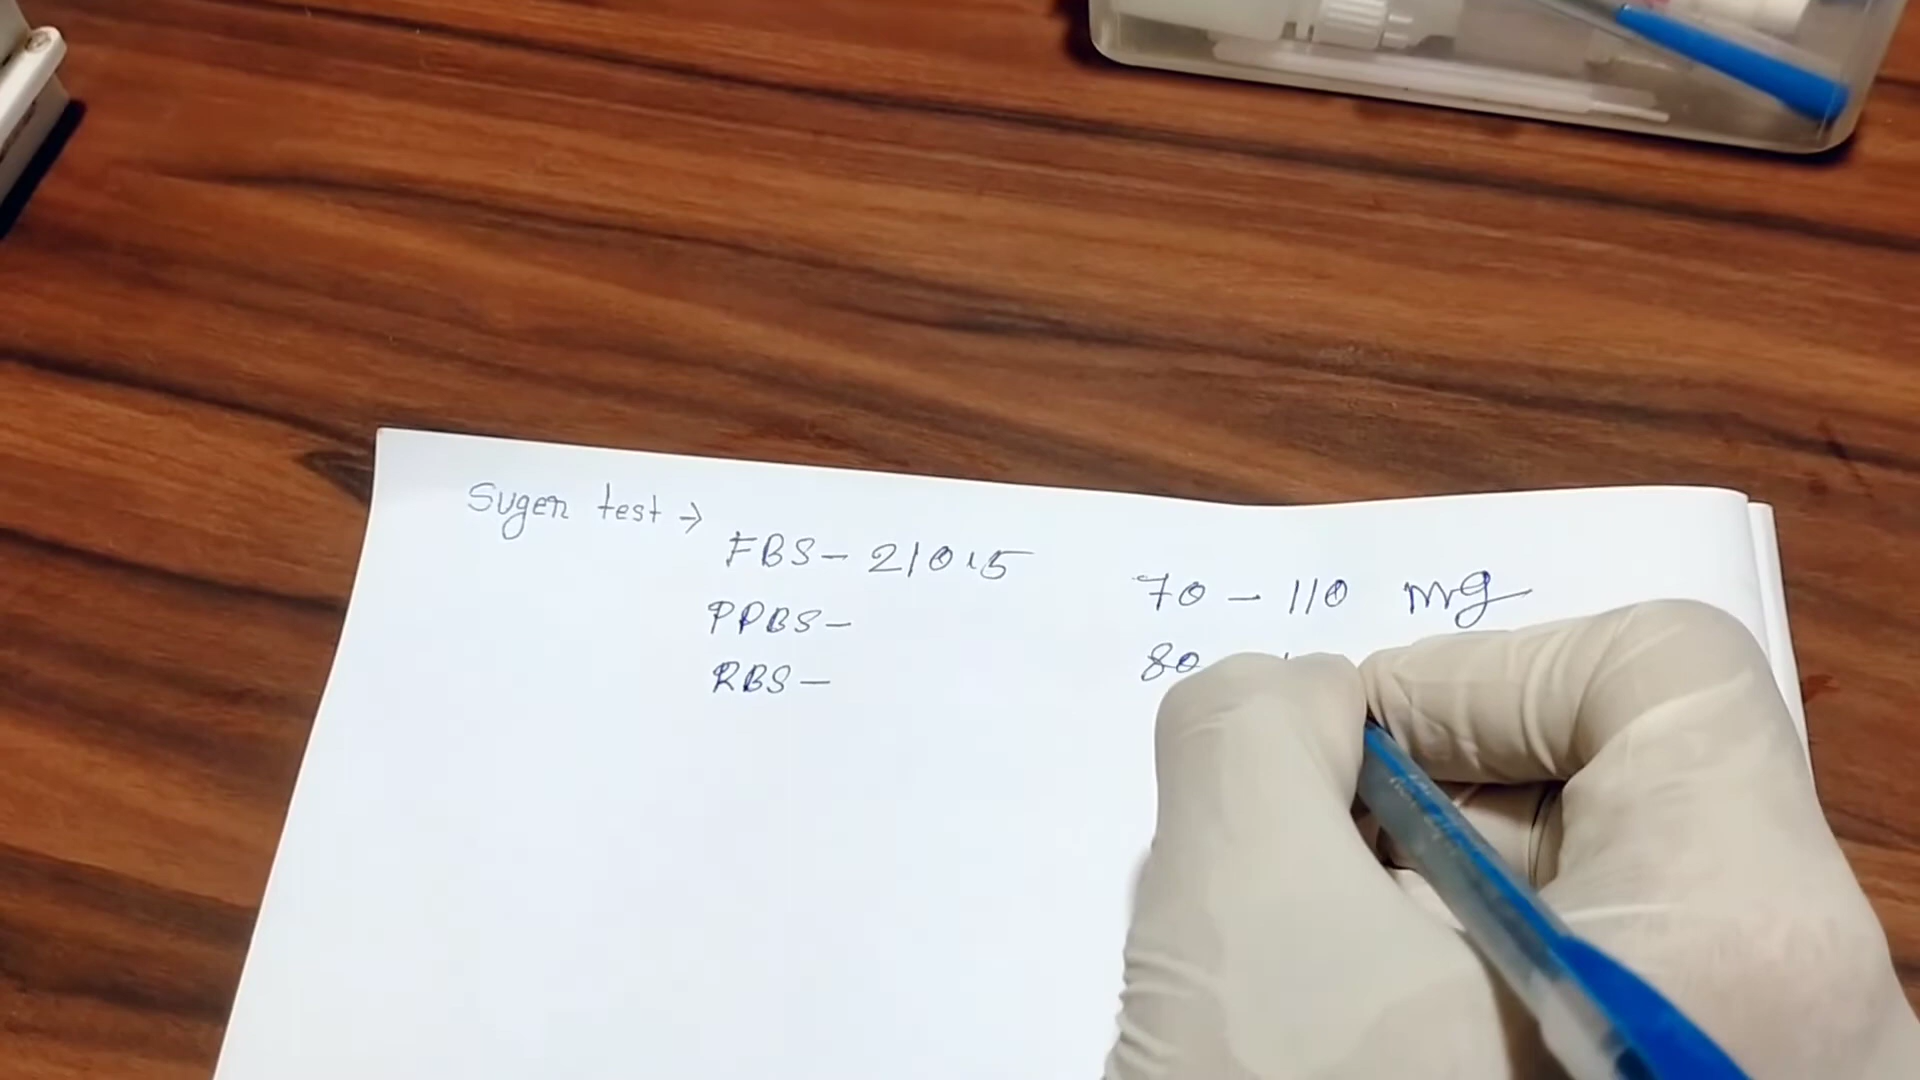 Sugen test →
FBS - 210.5 70 - 110 mg
PPBS - 80
RBS -